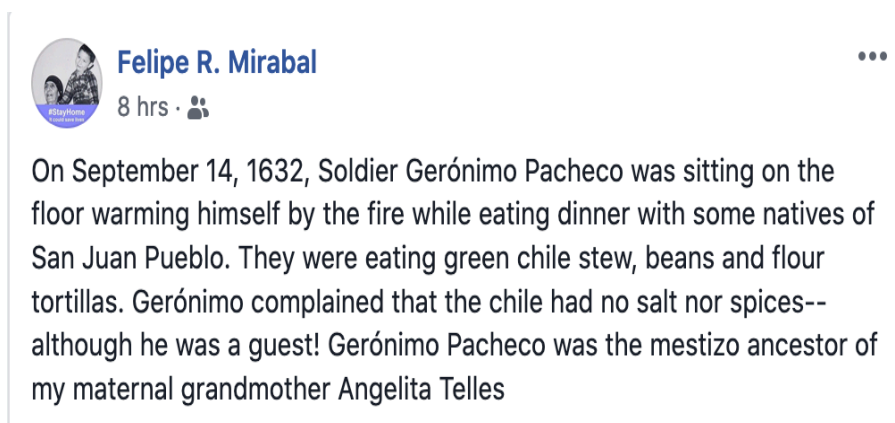 Felipe R. Mirabal
8 hrs ·
#StayHome
On September 14, 1632, Soldier Gerónimo Pacheco was sitting on the
floor warming himself by the fire while eating dinner with some natives of
San Juan Pueblo. They were eating green chile stew, beans and flour
tortillas. Gerónimo complained that the chile had no salt nor spices--
although he was a guest! Gerónimo Pacheco was the mestizo ancestor of
my maternal grandmother Angelita Telles